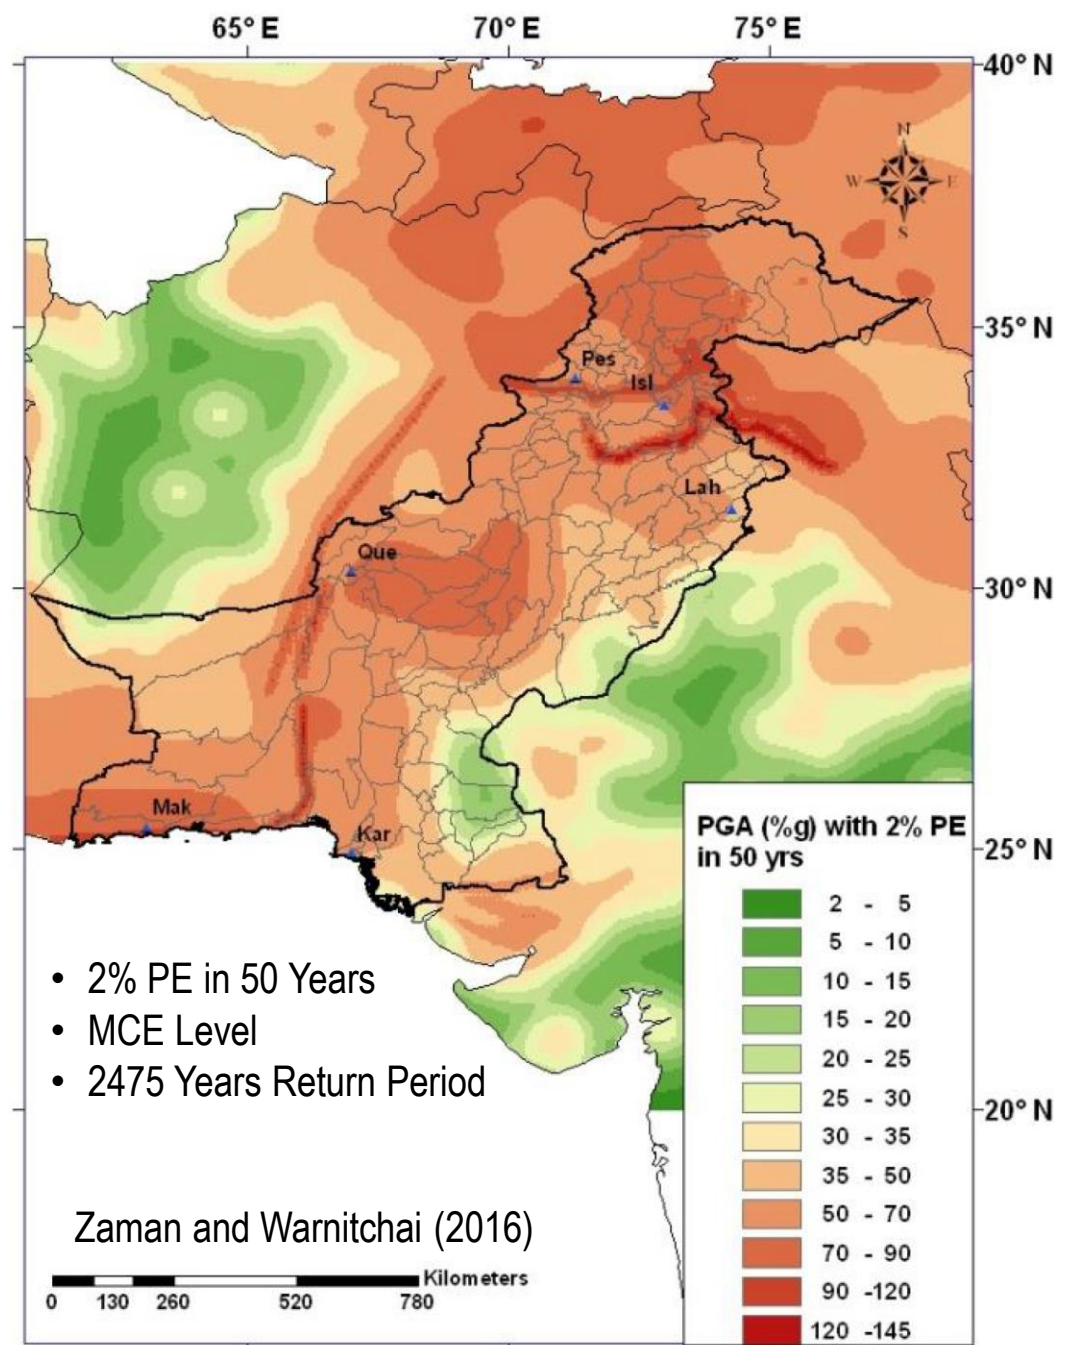 65° E 70° E 75° E
40° N
N
W E
S
35° N
Pes
Isl
Lah
Que
30° N
Mak
Kar
25° N
PGA (%g) with 2% PE
in 50 yrs
2 - 5
5 - 10
10 - 15
15 - 20
20 - 25
25 - 30
30 - 35
35 - 50
50 - 70
70 - 90
90 -120
120 -145
20° N
• 2% PE in 50 Years
• MCE Level
• 2475 Years Return Period
Zaman and Warnitchai (2016)
Kilometers
0 130 260 520 780